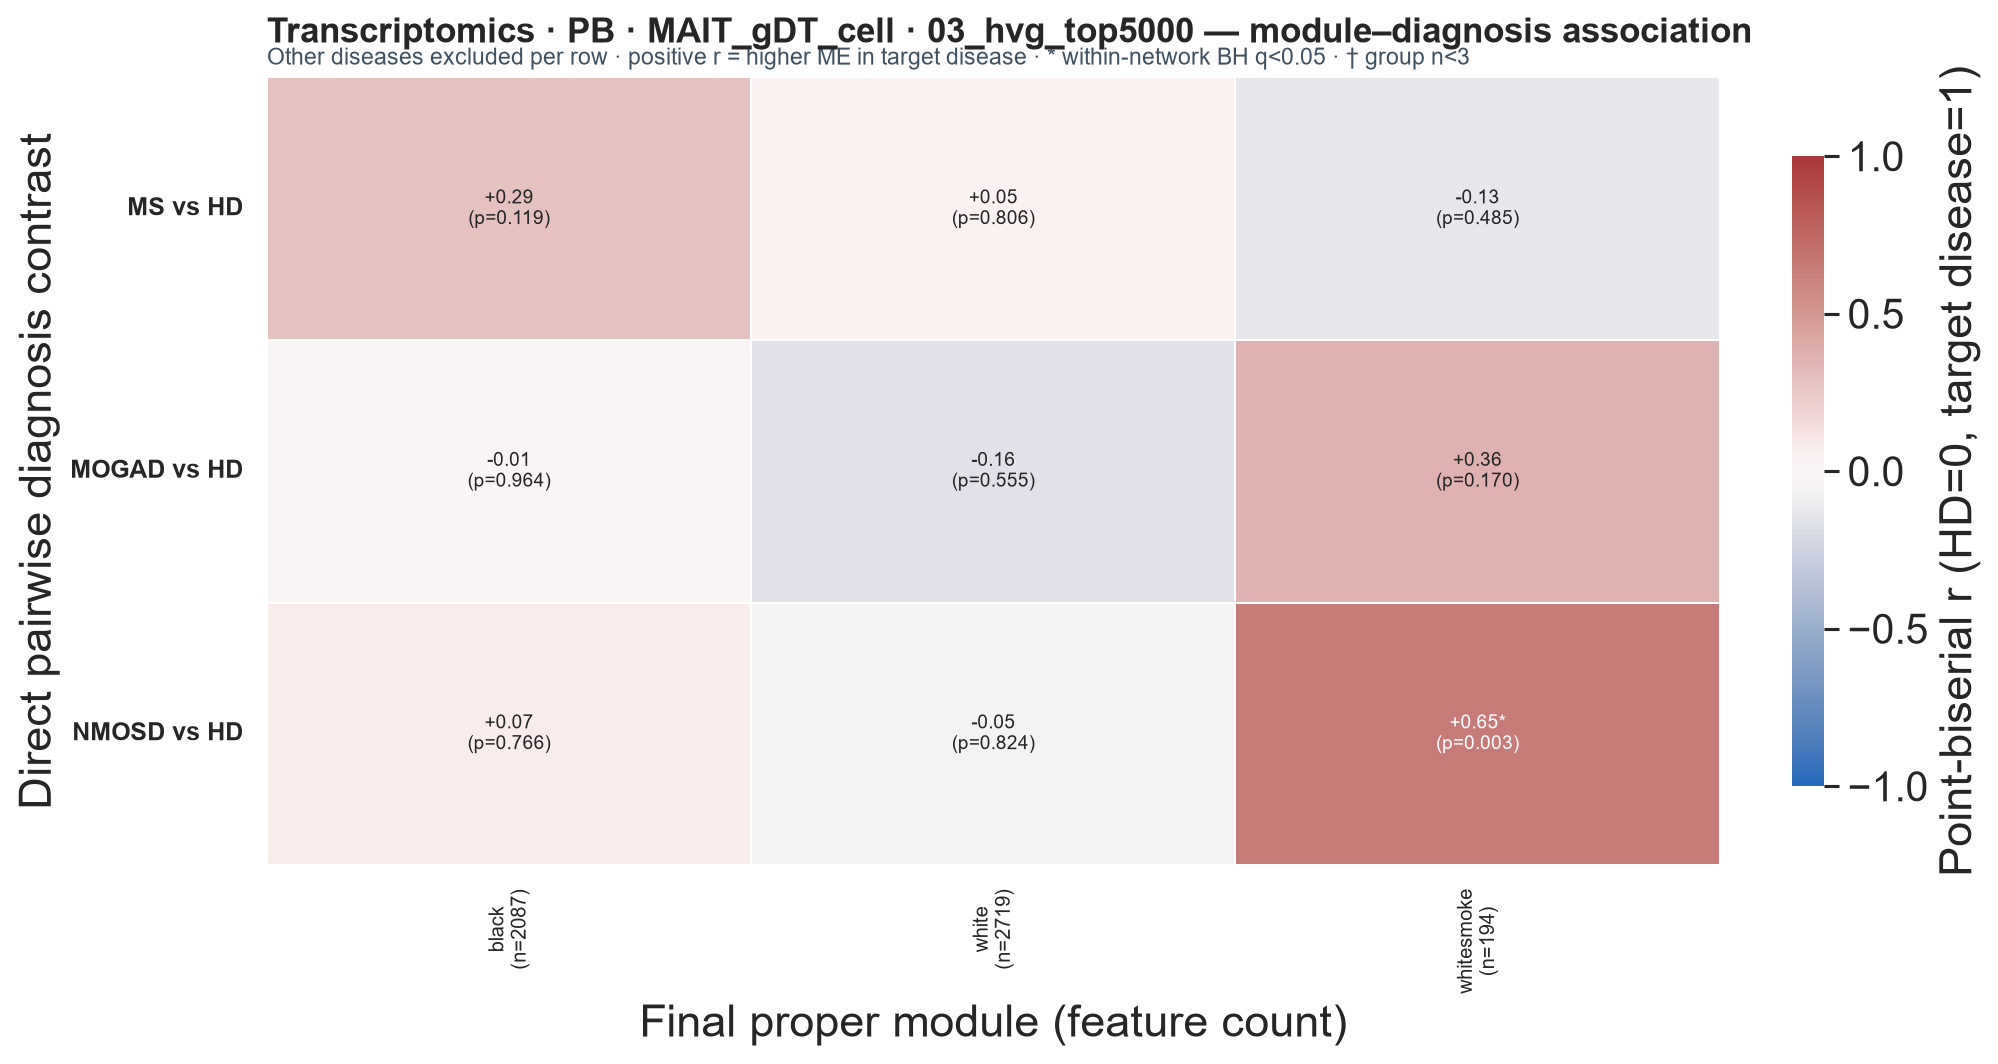 Transcriptomics · PB · MAIT_gDT_cell · 03_hvg_top5000 — module–diagnosis association
Other diseases excluded per row · positive r = higher ME in target disease · * within-network BH q<0.05 · † group n<3
Direct pairwise diagnosis contrast
MS vs HD
+0.29
(p=0.119)
+0.05
(p=0.806)
-0.13
(p=0.485)
MOGAD vs HD
-0.01
(p=0.964)
-0.16
(p=0.555)
+0.36
(p=0.170)
NMOSD vs HD
+0.07
(p=0.766)
-0.05
(p=0.824)
+0.65*
(p=0.003)
black
(n=2087)
white
(n=2719)
whitesmoke
(n=194)
Final proper module (feature count)
1.0
0.5
0.0
−0.5
−1.0
Point-biserial r (HD=0, target disease=1)